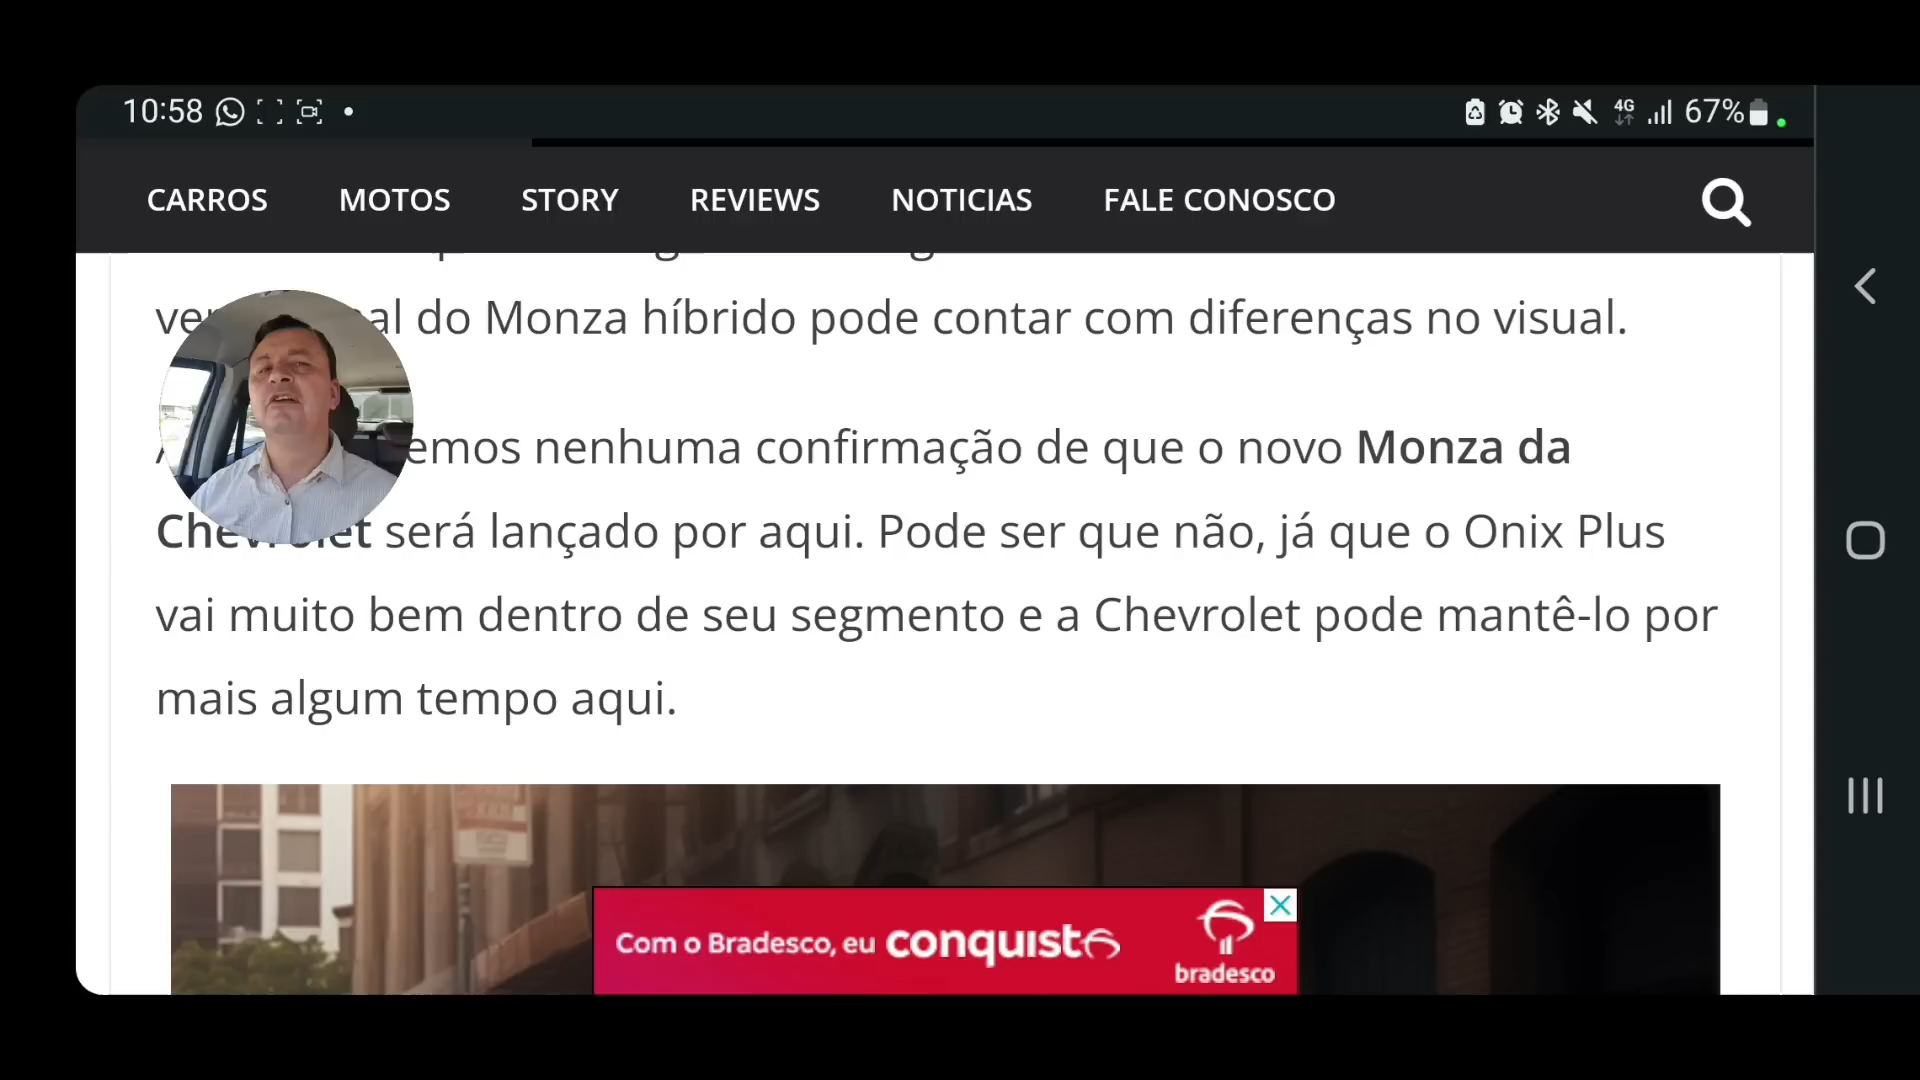 10:58
4G 67%
CARROS MOTOS STORY REVIEWS NOTICIAS FALE CONOSCO
do Monza híbrido pode contar com diferenças no visual.
nenhuma confirmação de que o novo Monza da
Chevrolet será lançado por aqui. Pode ser que não, já que o Onix Plus
vai muito bem dentro de seu segmento e a Chevrolet pode mantê-lo por
mais algum tempo aqui.
Com o Bradesco, eu conquisto
bradesco